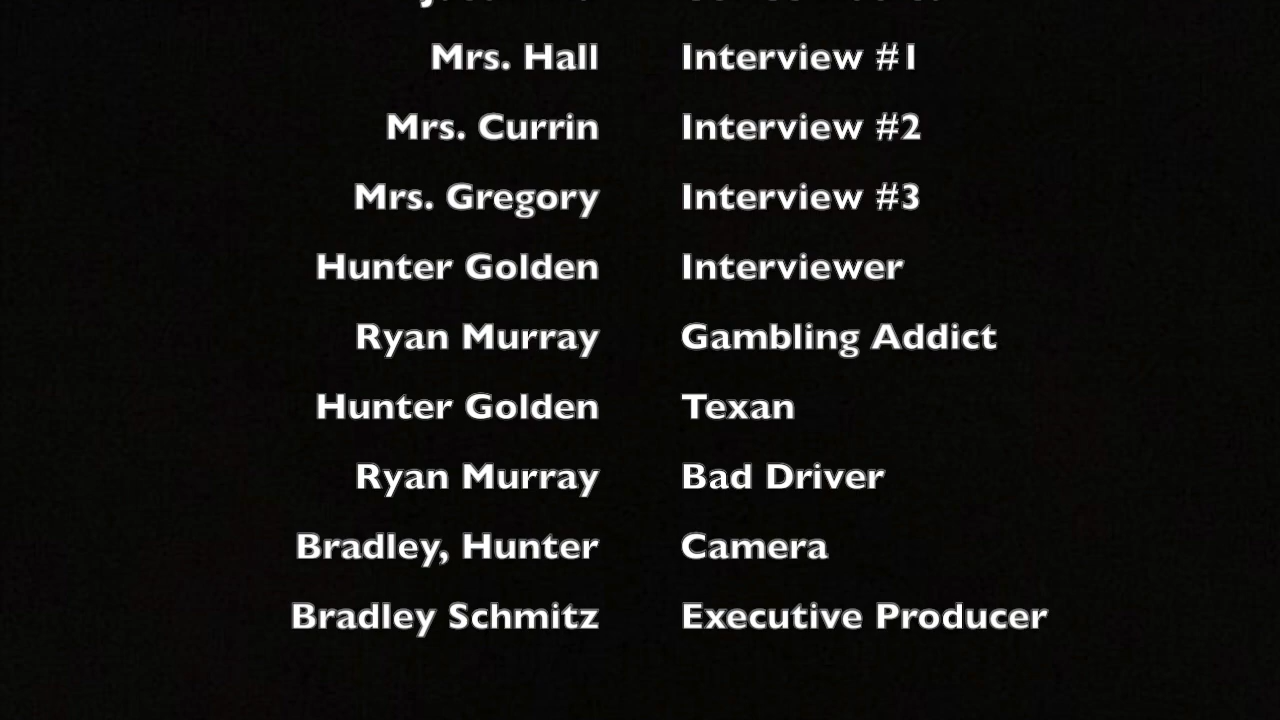 Mrs. Hall Interview #1
Mrs. Currin Interview #2
Mrs. Gregory Interview #3
Hunter Golden Interviewer
Ryan Murray Gambling Addict
Hunter Golden Texan
Ryan Murray Bad Driver
Bradley, Hunter Camera
Bradley Schmitz Executive Producer